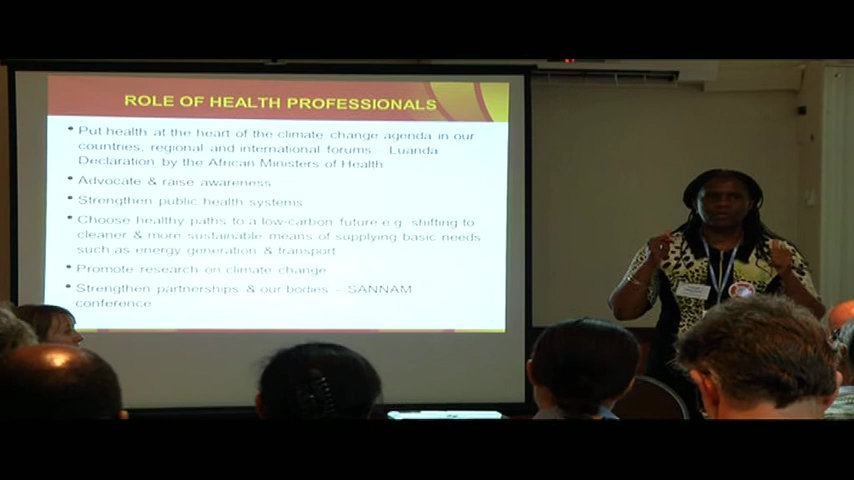 ROLE OF HEALTH PROFESSIONALS
• Put health at the heart of the climate change agenda in our
countries, regional and international forums – Luanda
Declaration by the African Ministers of Health
• Advocate & raise awareness
• Strengthen public health systems
• Choose healthy paths to a low-carbon future e.g. shifting to
cleaner & more sustainable means of supplying basic needs
such as energy generation & transport
• Promote research on climate change
• Strengthen partnerships & our bodies – SANNAM
conference